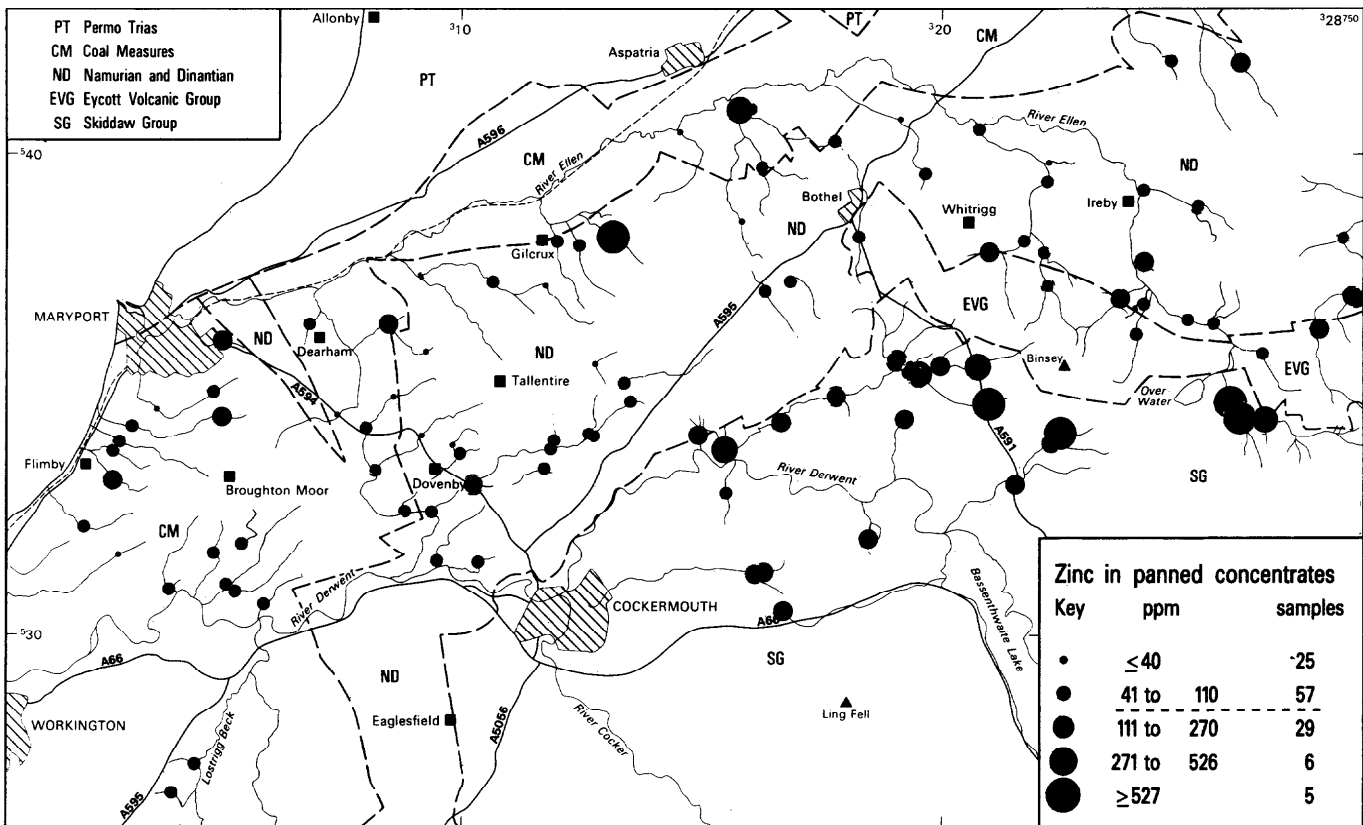 PT Permo Trias
CM Coal Measures
ND Namurian and Dinantian
EVG Eycott Volcanic Group
SG Skiddaw Group
Allonby
310
PT
320
328750
CM
Aspatria
PT
A596
River Ellen
540
CM
River Ellen
ND
Bothel
Whitrigg
Ireby
ND
Gilcrux
EVG
MARYPORT
A595
ND
Dearham
ND
Binsey
EVG
Tallentire
Over
Water
A594
A591
Flimby
Dovenby
River Derwent
SG
Broughton Moor
CM
Bassenthwaite Lake
River Derwent
COCKERMOUTH
530
A66
A66
SG
ND
WORKINGTON
Eaglesfield
Ling Fell
A5056
River Cocker
Lostrigg Beck
A595
Zinc in panned concentrates
Key ppm samples
≤40 25
41 to 110 57
111 to 270 29
271 to 526 6
≥527 5